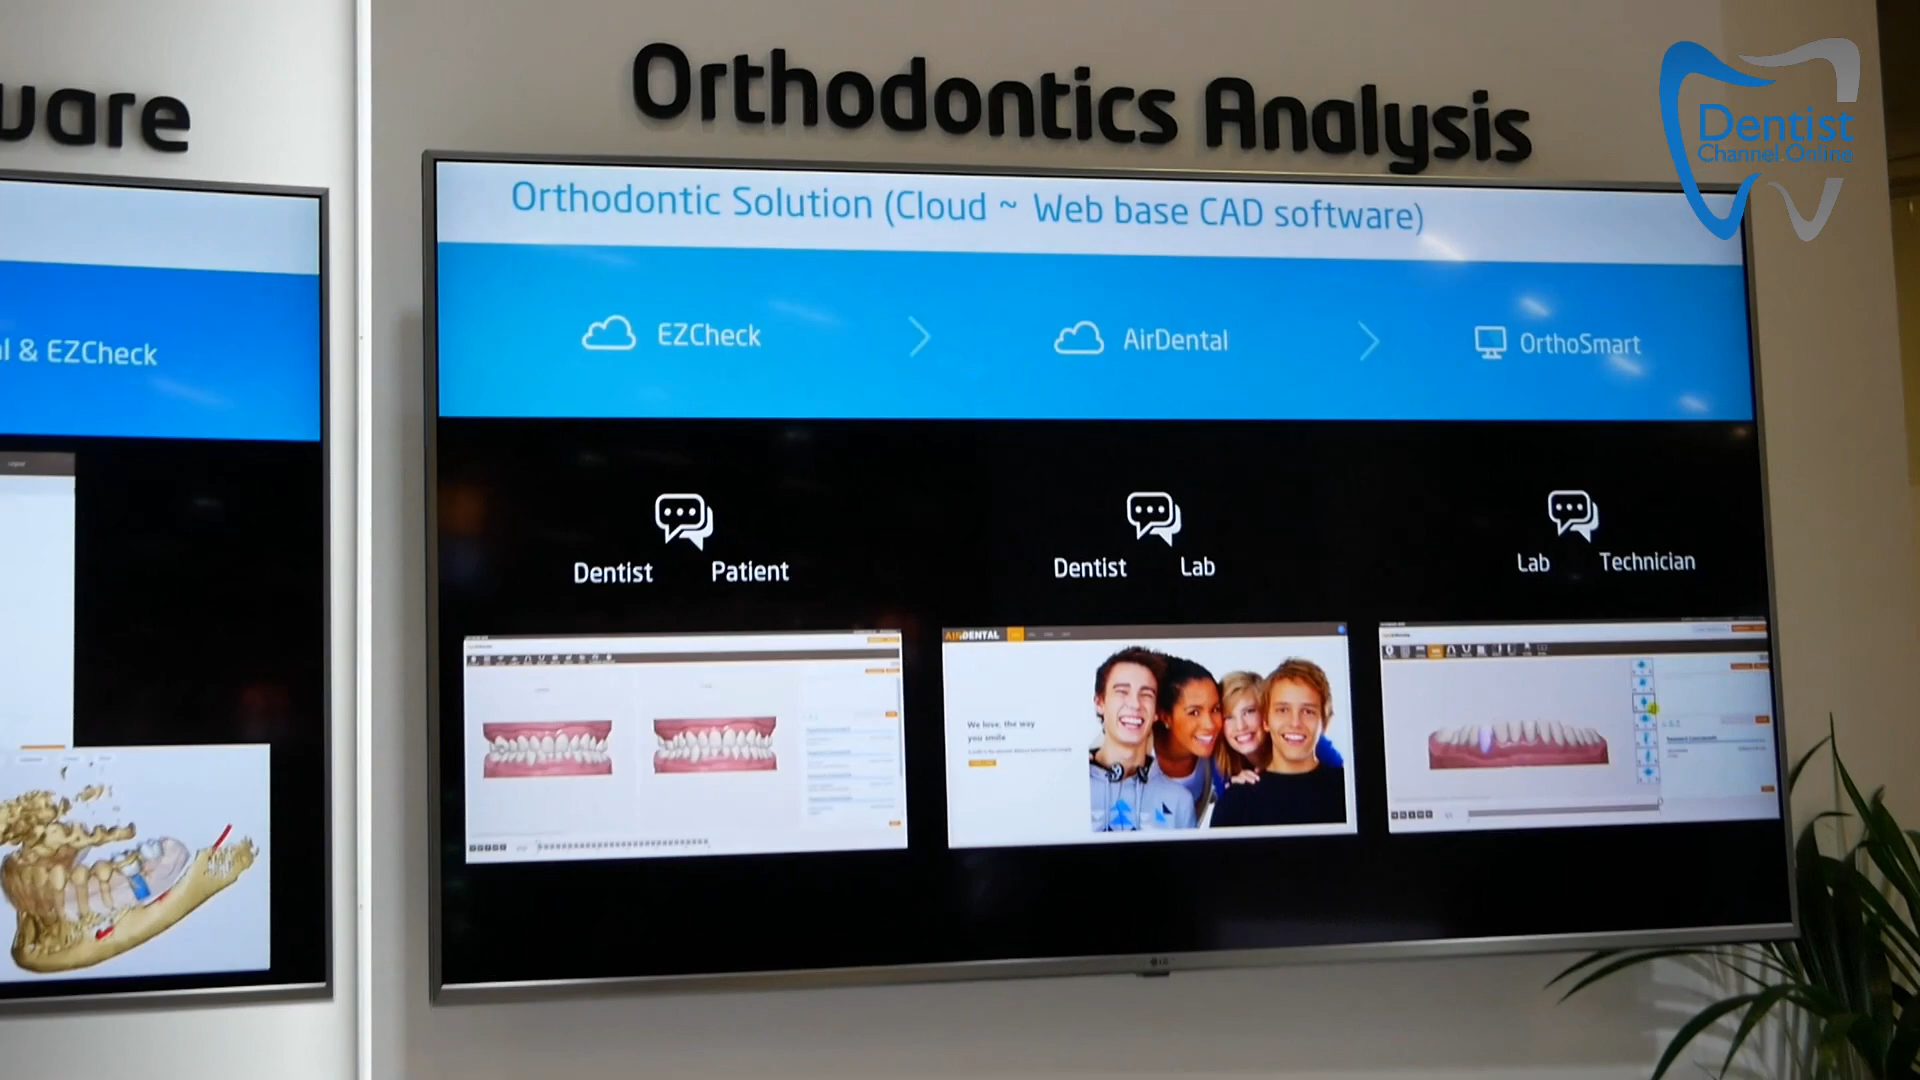 Orthodontics Analysis
Dentist
Channel Online
Orthodontic Solution (Cloud ~ Web base CAD software)
& EZCheck
EZCheck
AirDental
OrthoSmart
Dentist Patient
Dentist Lab
Lab Technician
AIRDENTAL
We love, the way
you smile
LG